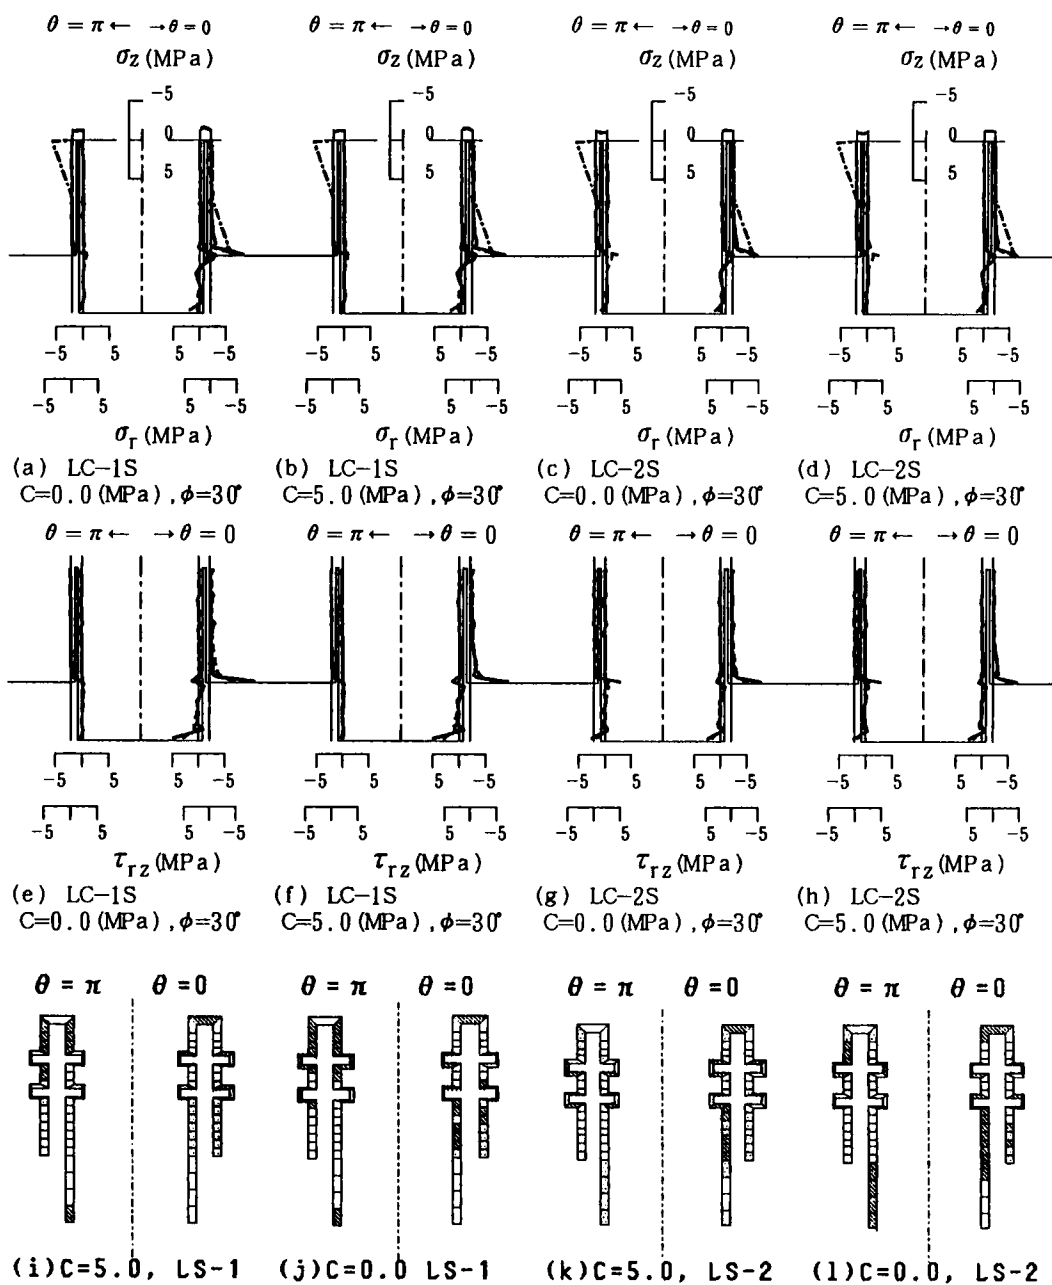 θ = π ← → θ = 0 θ = π ← → θ = 0 θ = π ← → θ = 0 θ = π ← → θ = 0
σz (MPa) σz (MPa) σz (MPa) σz (MPa)
-5 -5 -5 -5
0 0 0 0
5 5 5 5
-5 5 5 -5 -5 5 5 -5 -5 5 5 -5 -5 5 5 -5
-5 5 5 -5 -5 5 5 -5 -5 5 5 -5 -5 5 5 -5
σr (MPa) σr (MPa) σr (MPa) σr (MPa)
(a) LC-1S (b) LC-1S (c) LC-2S (d) LC-2S
C=0.0 (MPa), ϕ=30° C=5.0 (MPa), ϕ=30° C=0.0 (MPa), ϕ=30° C=5.0 (MPa), ϕ=30°
θ = π ← → θ = 0 θ = π ← → θ = 0 θ = π ← → θ = 0 θ = π ← → θ = 0
-5 5 5 -5 -5 5 5 -5 -5 5 5 -5 -5 5 5 -5
-5 5 5 -5 -5 5 5 -5 -5 5 5 -5 -5 5 5 -5
τrz (MPa) τrz (MPa) τrz (MPa) τrz (MPa)
(e) LC-1S (f) LC-1S (g) LC-2S (h) LC-2S
C=0.0 (MPa), ϕ=30° C=5.0 (MPa), ϕ=30° C=0.0 (MPa), ϕ=30° C=5.0 (MPa), ϕ=30°
θ = π θ = 0 θ = π θ = 0 θ = π θ = 0 θ = π θ = 0
(i) C=5.0, LS-1 (j) C=0.0 LS-1 (k) C=5.0, LS-2 (l) C=0.0, LS-2